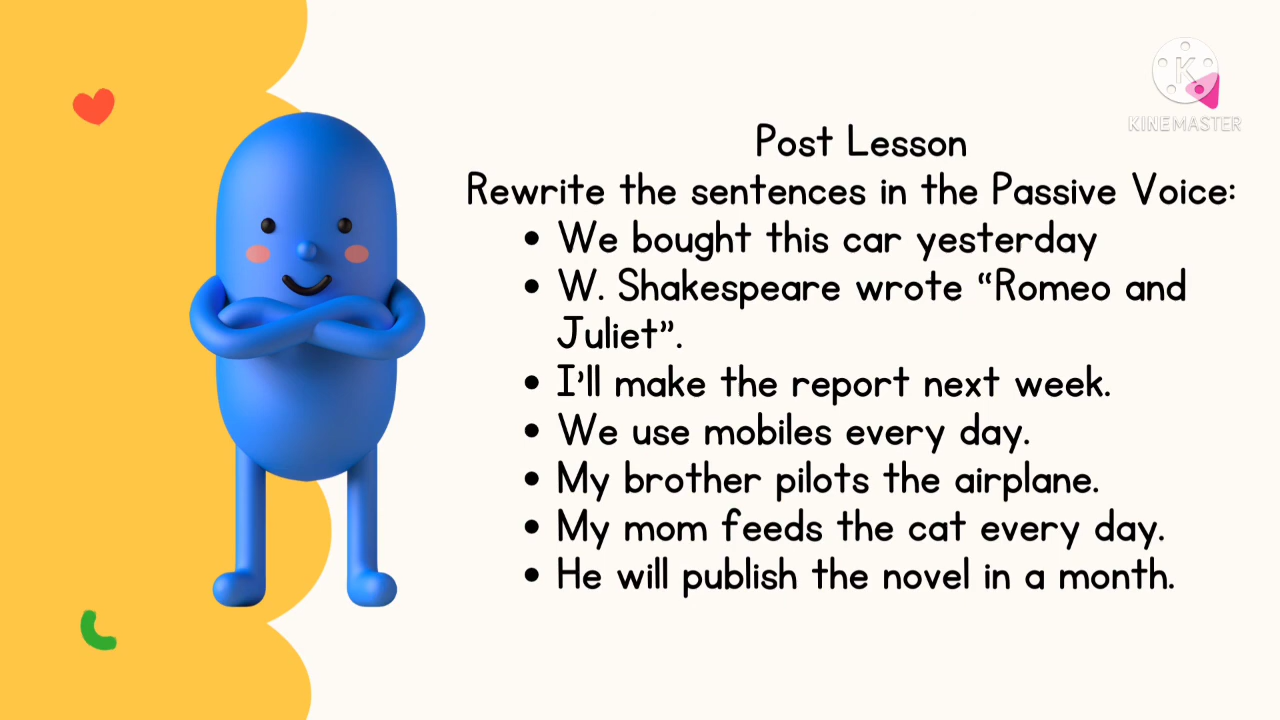 K
KINEMASTER
Post Lesson
Rewrite the sentences in the Passive Voice:
• We bought this car yesterday
• W. Shakespeare wrote “Romeo and
Juliet”.
• I’ll make the report next week.
• We use mobiles every day.
• My brother pilots the airplane.
• My mom feeds the cat every day.
• He will publish the novel in a month.